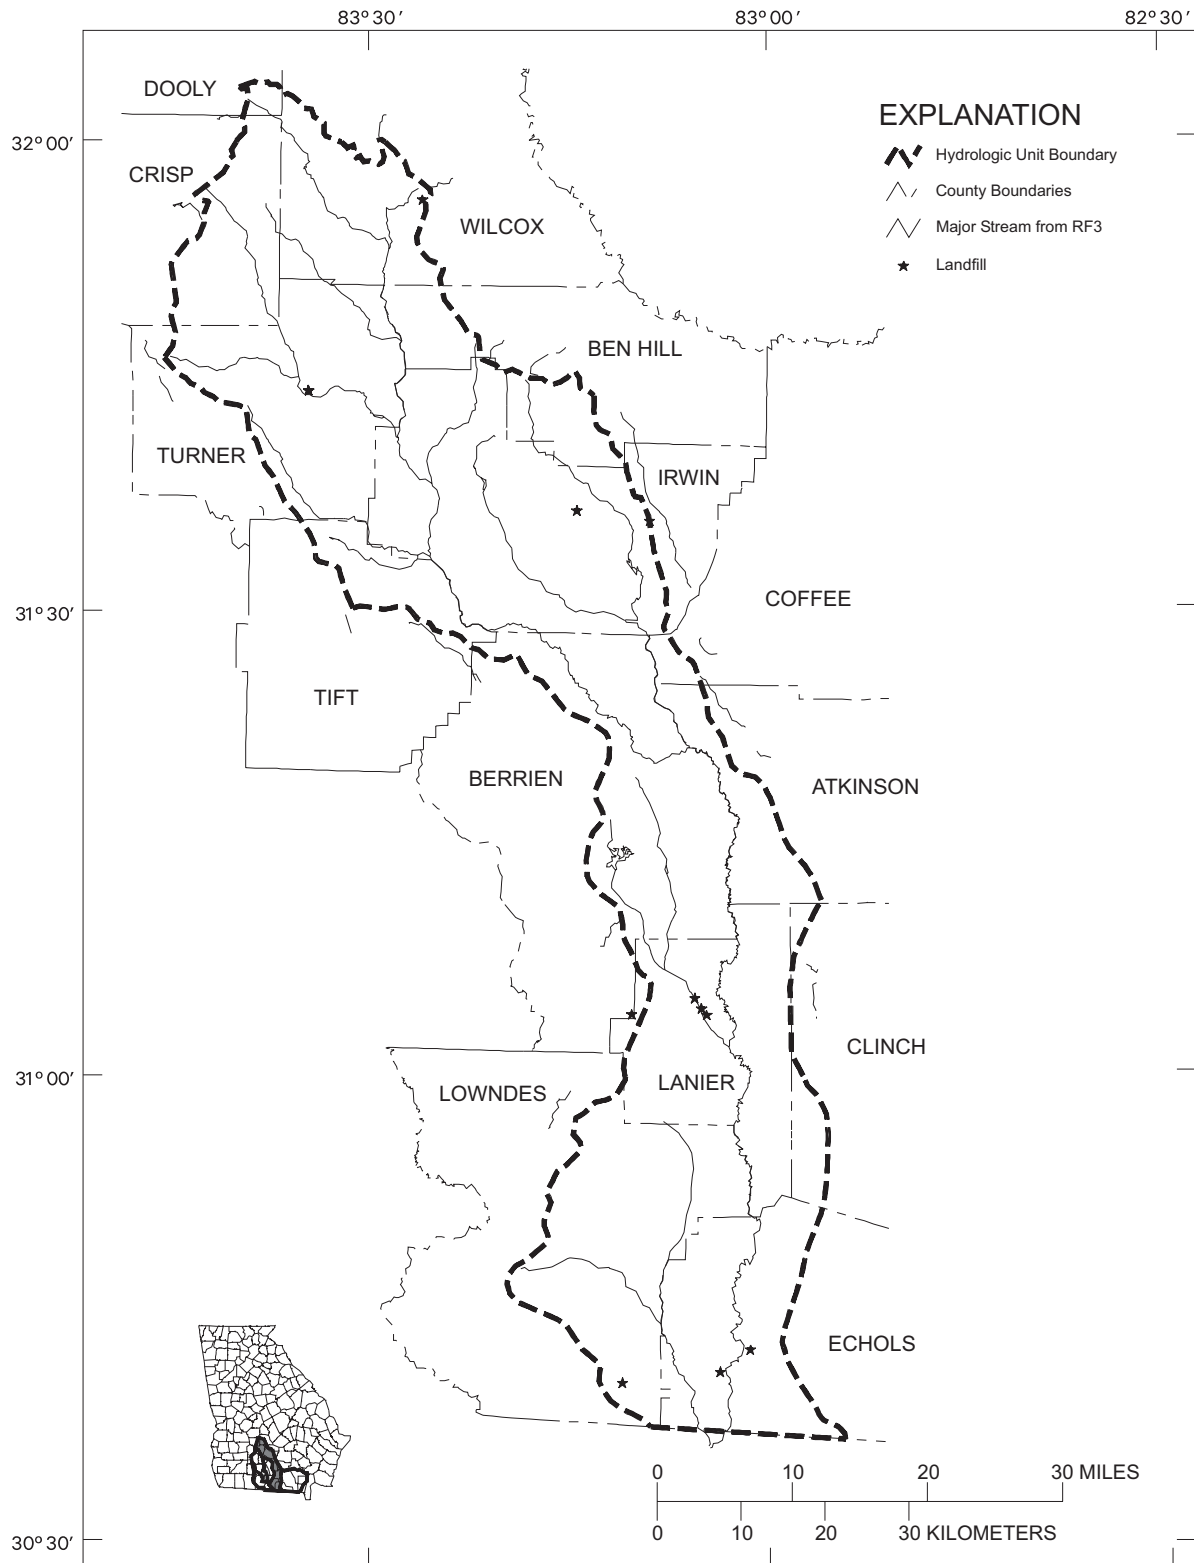 83° 30′
83° 00′
82° 30′
DOOLY
EXPLANATION
32° 00′
Hydrologic Unit Boundary
CRISP
County Boundaries
WILCOX
Major Stream from RF3
Landfill
BEN HILL
TURNER
IRWIN
COFFEE
31° 30′
TIFT
BERRIEN
ATKINSON
CLINCH
31° 00′
LOWNDES
LANIER
ECHOLS
0 10 20 30 MILES
0 10 20 30 KILOMETERS
30° 30′